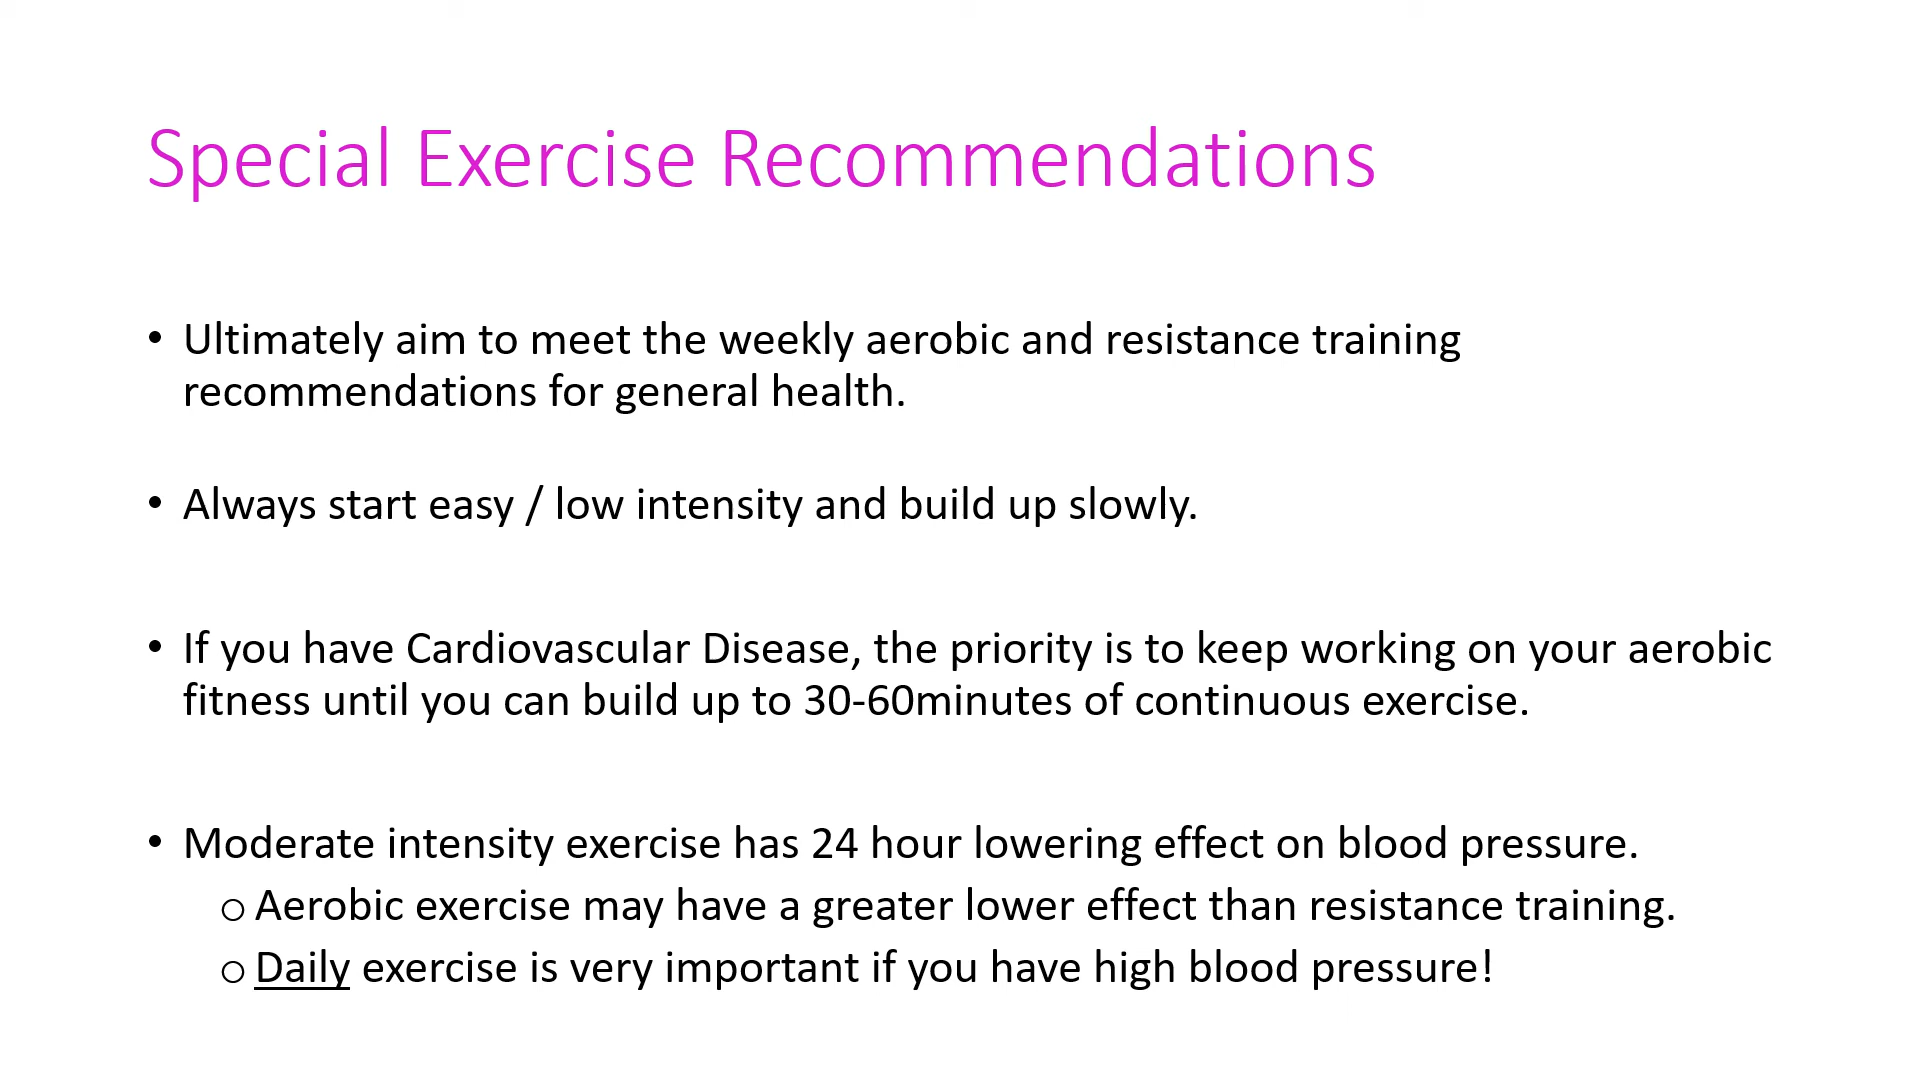 Special Exercise Recommendations
• Ultimately aim to meet the weekly aerobic and resistance training
recommendations for general health.
• Always start easy / low intensity and build up slowly.
• If you have Cardiovascular Disease, the priority is to keep working on your aerobic
fitness until you can build up to 30-60minutes of continuous exercise.
• Moderate intensity exercise has 24 hour lowering effect on blood pressure.
o Aerobic exercise may have a greater lower effect than resistance training.
o Daily exercise is very important if you have high blood pressure!